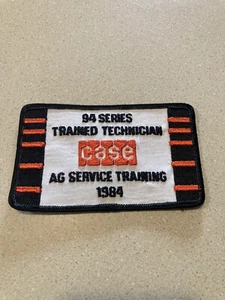 94 SERIES
TRAINED TECHNICIAN
case
AG SERVICE TRAINING
1984